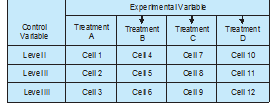 Experimental Variable
Control Variable Treatment A Treatment B Treatment C Treatment D
Level I Cell 1 Cell 4 Cell 7 Cell 10
Level II Cell 2 Cell 5 Cell 8 Cell 11
Level III Cell 3 Cell 6 Cell 9 Cell 12